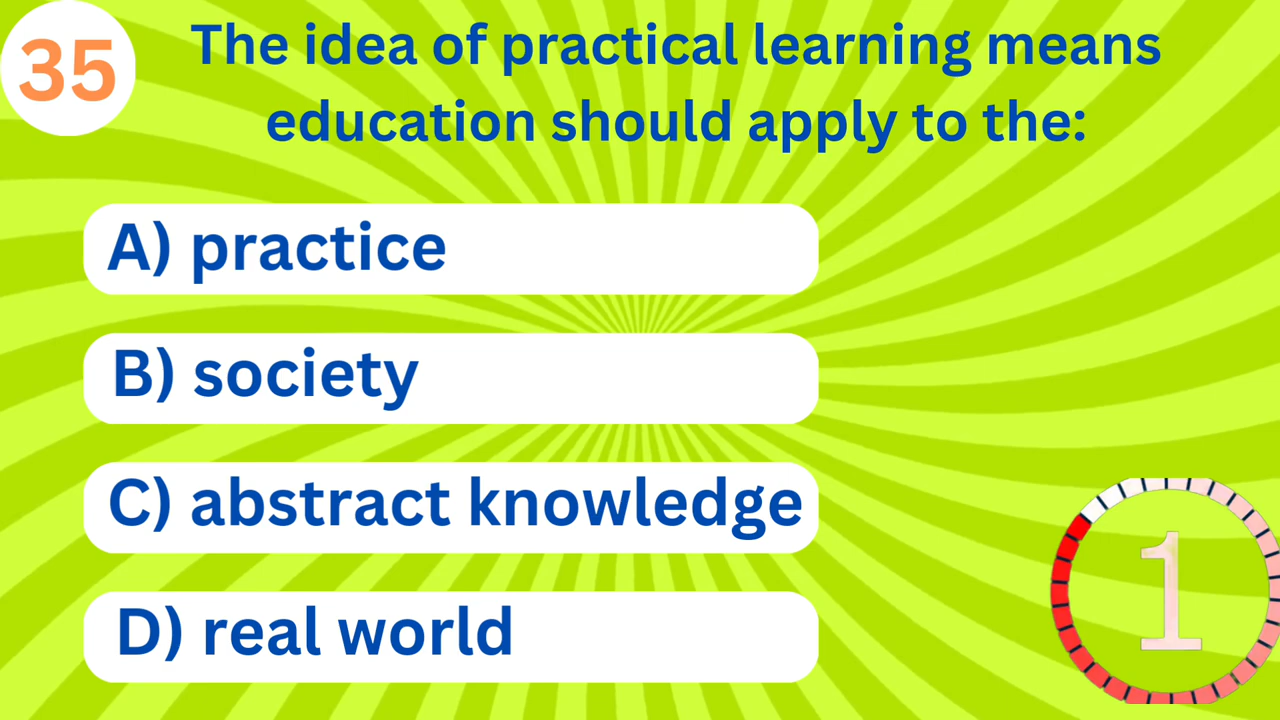 35
The idea of practical learning means
education should apply to the:
A) practice
B) society
C) abstract knowledge
D) real world
1